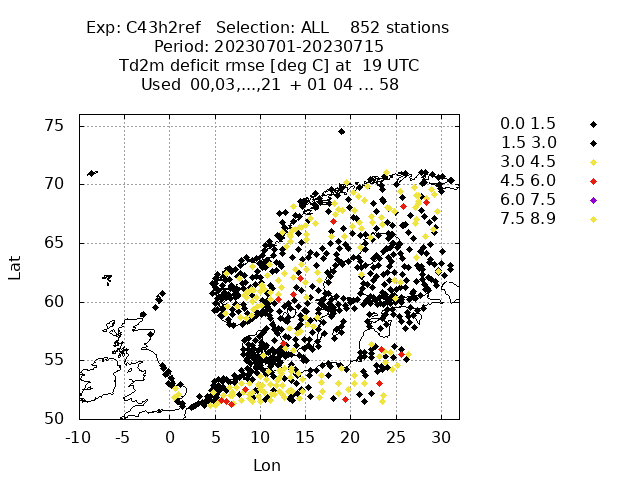 Exp: C43h2ref   Selection: ALL    852 stations
Period: 20230701-20230715
Td2m deficit rmse [deg C] at  19 UTC
Used  00,03,...,21  + 01 04 ... 58
0.0 1.5
1.5 3.0
3.0 4.5
4.5 6.0
6.0 7.5
7.5 8.9
75
70
65
60
55
50
Lat
-10 -5 0 5 10 15 20 25 30
Lon